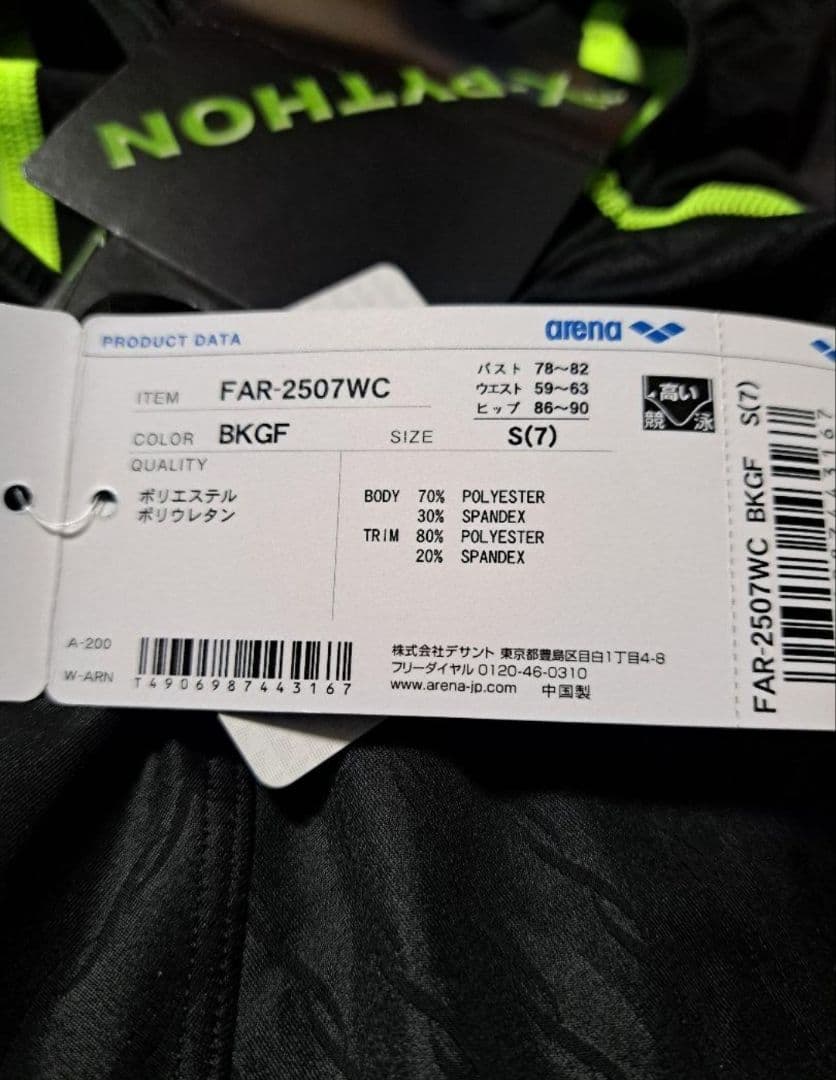 PYTHON
PRODUCT DATA
arena
ITEM FAR-2507WC
バスト 78～82
ウエスト 59～63
ヒップ 86～90
高い
競泳
COLOR BKGF
SIZE S(7)
QUALITY
ポリエステル
ポリウレタン
BODY 70% POLYESTER
30% SPANDEX
TRIM 80% POLYESTER
20% SPANDEX
A-200
W-ARN
T4906987443167
株式会社デサント 東京都豊島区目白1丁目4-8
フリーダイヤル 0120-46-0310
www.arena-jp.com 中国製
FAR-2507WC BKGF S(7)